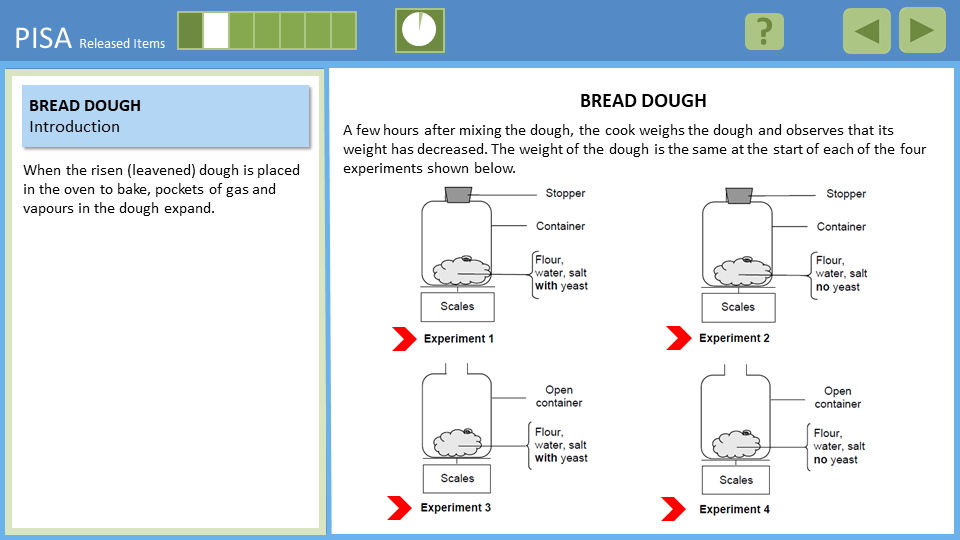 PISA Released Items
?
BREAD DOUGH
Introduction
When the risen (leavened) dough is placed
in the oven to bake, pockets of gas and
vapours in the dough expand.
BREAD DOUGH
A few hours after mixing the dough, the cook weighs the dough and observes that its
weight has decreased. The weight of the dough is the same at the start of each of the four
experiments shown below.
Stopper
Container
Flour,
water, salt
with yeast
Scales
Experiment 1
Stopper
Container
Flour,
water, salt
no yeast
Scales
Experiment 2
Open
container
Flour,
water, salt
with yeast
Scales
Experiment 3
Open
container
Flour,
water, salt
no yeast
Scales
Experiment 4